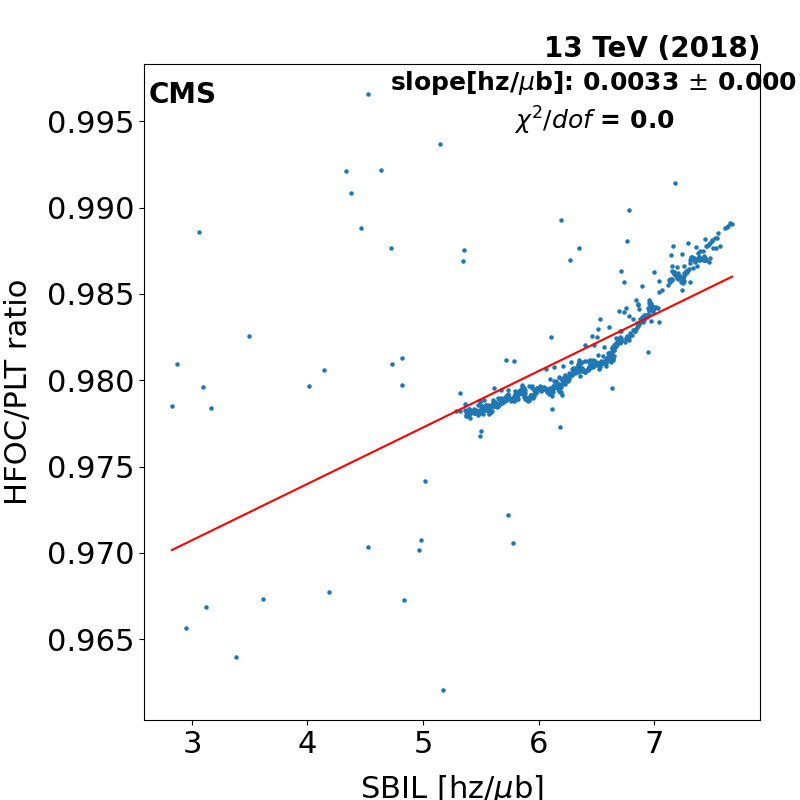 13 TeV (2018)
CMS
slope[hz/μb]: 0.0033 ± 0.000
χ²/dof = 0.0
0.995
0.990
0.985
0.980
0.975
0.970
0.965
HFOC/PLT ratio
3 4 5 6 7
SBIL [hz/μb]